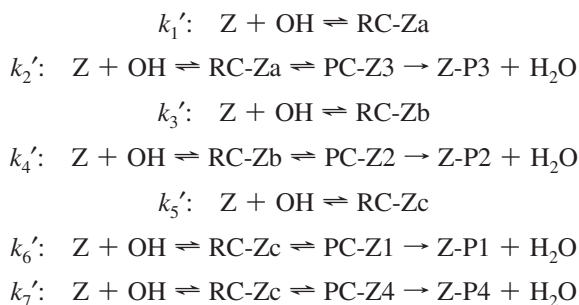 k₁′: Z + OH ⇌ RC-Za
k₂′: Z + OH ⇌ RC-Za ⇌ PC-Z3 → Z-P3 + H₂O
k₃′: Z + OH ⇌ RC-Zb
k₄′: Z + OH ⇌ RC-Zb ⇌ PC-Z2 → Z-P2 + H₂O
k₅′: Z + OH ⇌ RC-Zc
k₆′: Z + OH ⇌ RC-Zc ⇌ PC-Z1 → Z-P1 + H₂O
k₇′: Z + OH ⇌ RC-Zc ⇌ PC-Z4 → Z-P4 + H₂O